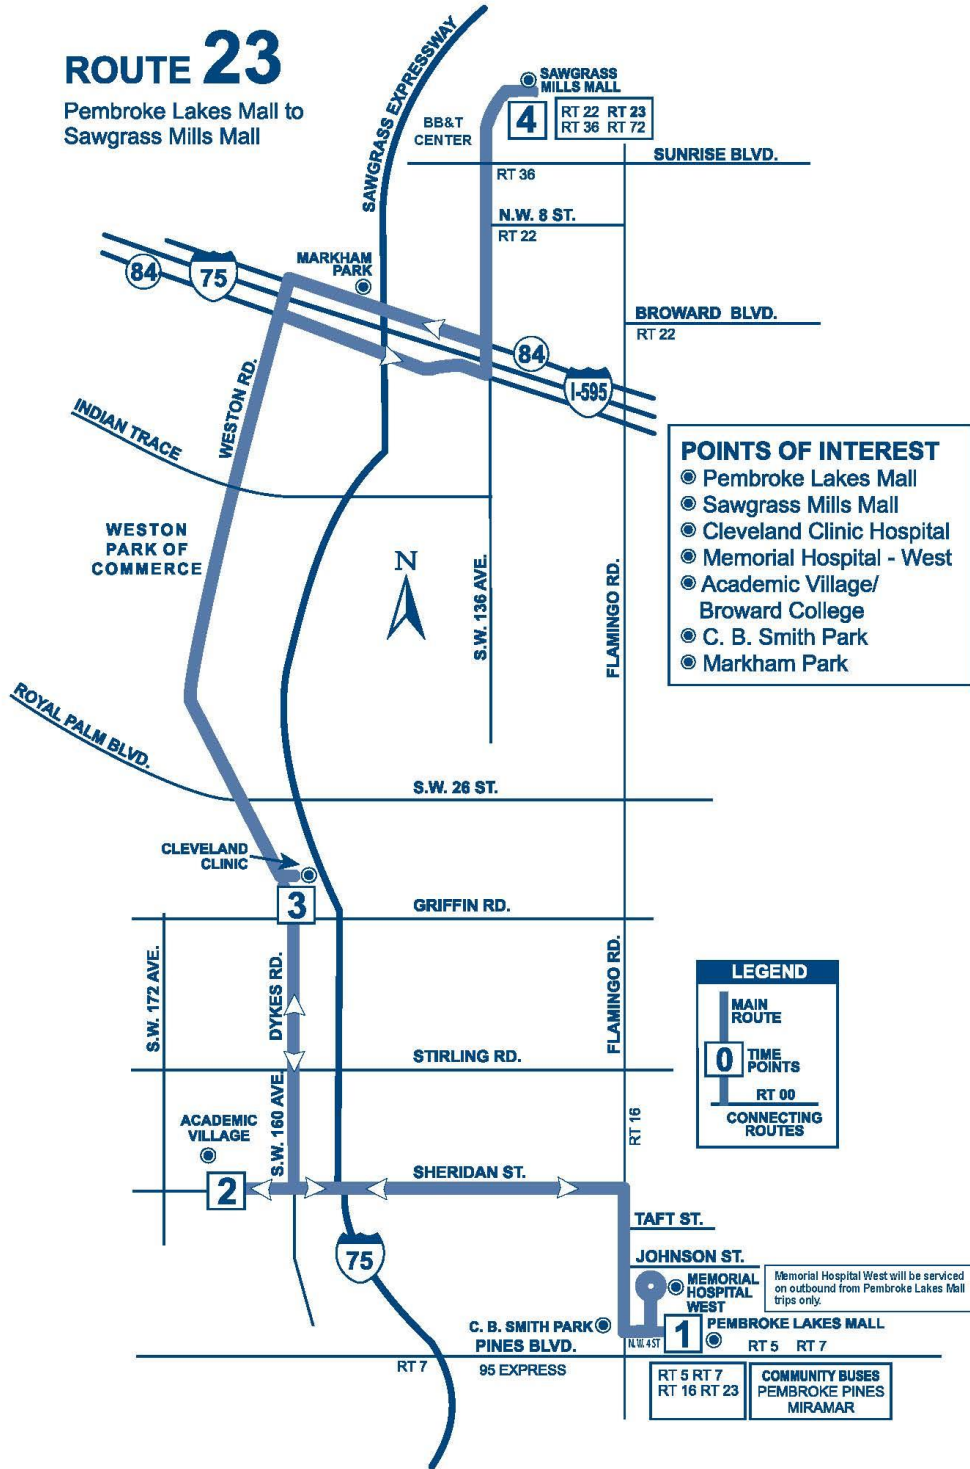 ROUTE 23
Pembroke Lakes Mall to
Sawgrass Mills Mall
SAWGRASS EXPRESSWAY
BB&T
CENTER
SAWGRASS
MILLS MALL
4
RT 22 RT 23
RT 36 RT 72
SUNRISE BLVD.
RT 36
N.W. 8 ST.
RT 22
MARKHAM
PARK
84
75
BROWARD BLVD.
RT 22
84
I-595
WESTON RD.
INDIAN TRACE
POINTS OF INTEREST
Pembroke Lakes Mall
Sawgrass Mills Mall
Cleveland Clinic Hospital
Memorial Hospital - West
Academic Village/
Broward College
C. B. Smith Park
Markham Park
WESTON
PARK OF
COMMERCE
N
S.W. 136 AVE.
FLAMINGO RD.
ROYAL PALM BLVD.
S.W. 26 ST.
CLEVELAND
CLINIC
3
GRIFFIN RD.
S.W. 172 AVE.
DYKES RD.
FLAMINGO RD.
LEGEND
MAIN
ROUTE
0
TIME
POINTS
RT 00
CONNECTING
ROUTES
STIRLING RD.
S.W. 160 AVE.
RT 16
ACADEMIC
VILLAGE
2
SHERIDAN ST.
TAFT ST.
JOHNSON ST.
75
MEMORIAL
HOSPITAL
WEST
Memorial Hospital West will be serviced
on outbound from Pembroke Lakes Mall
trips only.
C. B. SMITH PARK
1
PEMBROKE LAKES MALL
PINES BLVD.
N.W. 4 ST
RT 5 RT 7
RT 7
95 EXPRESS
RT 5 RT 7
RT 16 RT 23
COMMUNITY BUSES
PEMBROKE PINES
MIRAMAR